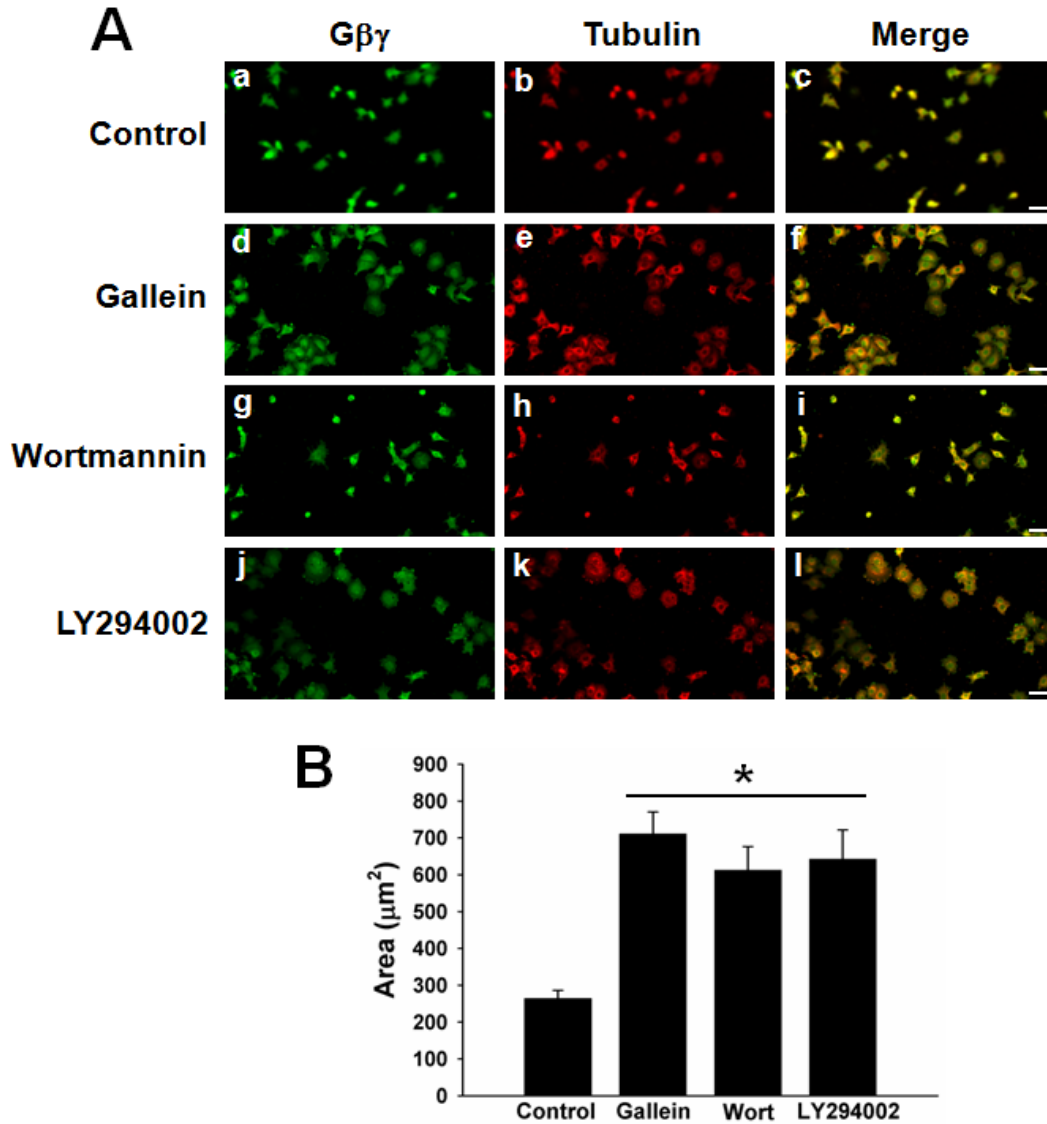 A
Gβγ Tubulin Merge
Control
a b c
Gallein
d e f
Wortmannin
g h i
LY294002
j k l
B
*
Area (μm²)
900
800
700
600
500
400
300
200
100
0
Control Gallein Wort LY294002